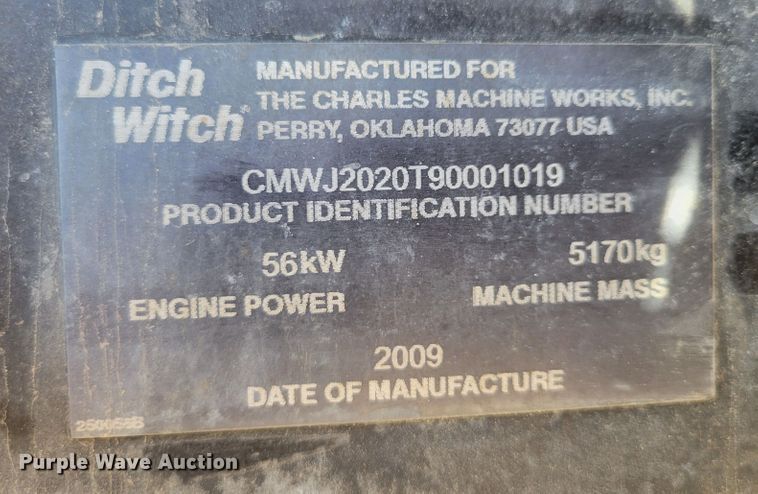 Ditch Witch®
MANUFACTURED FOR
THE CHARLES MACHINE WORKS, INC.
PERRY, OKLAHOMA 73077 USA
CMWJ2020T90001019
PRODUCT IDENTIFICATION NUMBER
56kW 5170kg
ENGINE POWER MACHINE MASS
2009
DATE OF MANUFACTURE
Purple Wave Auction